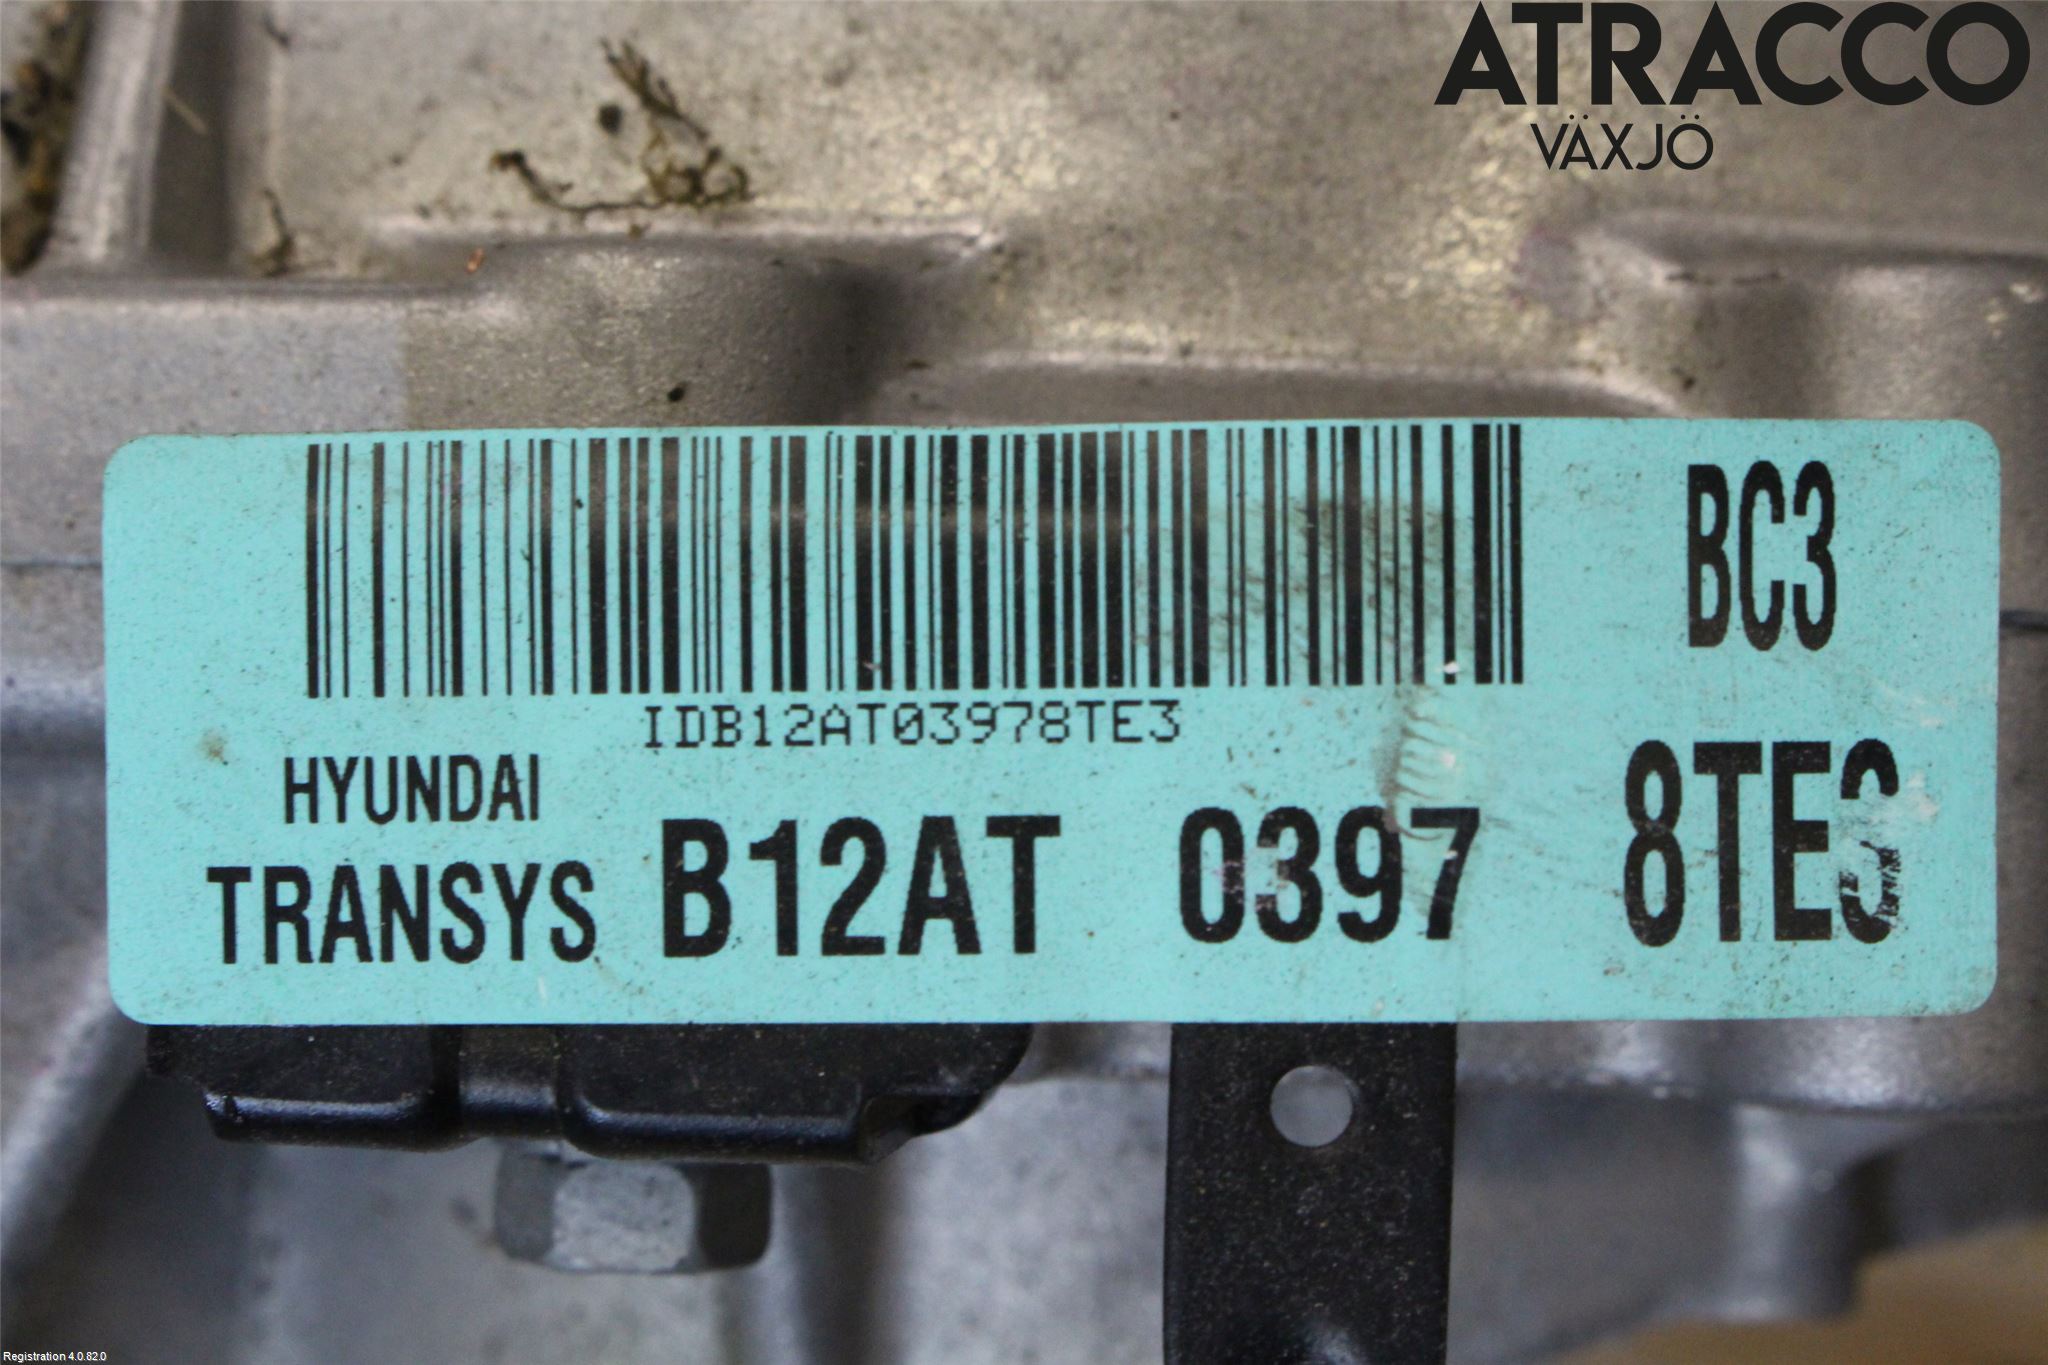 ATRACCO
VÄXJÖ
BC3
IDB12AT03978TE3
HYUNDAI
TRANSYS B12AT 0397 8TE3
Registration 4.0.82.0